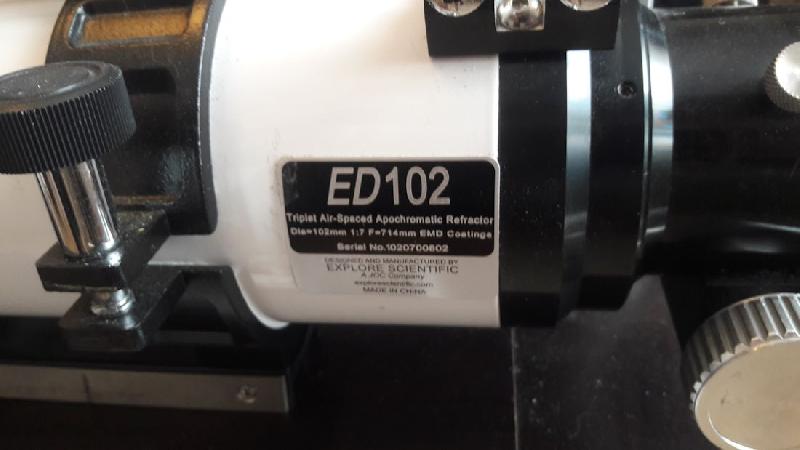 ED102
Triplet Air-Spaced Apochromatic Refractor
Dia=102mm 1:7 F=714mm EMD Coatings
Serial No.1020700602
DESIGNED AND MANUFACTURED BY
EXPLORE SCIENTIFIC
A JOC Company
explorescientific.com
MADE IN CHINA